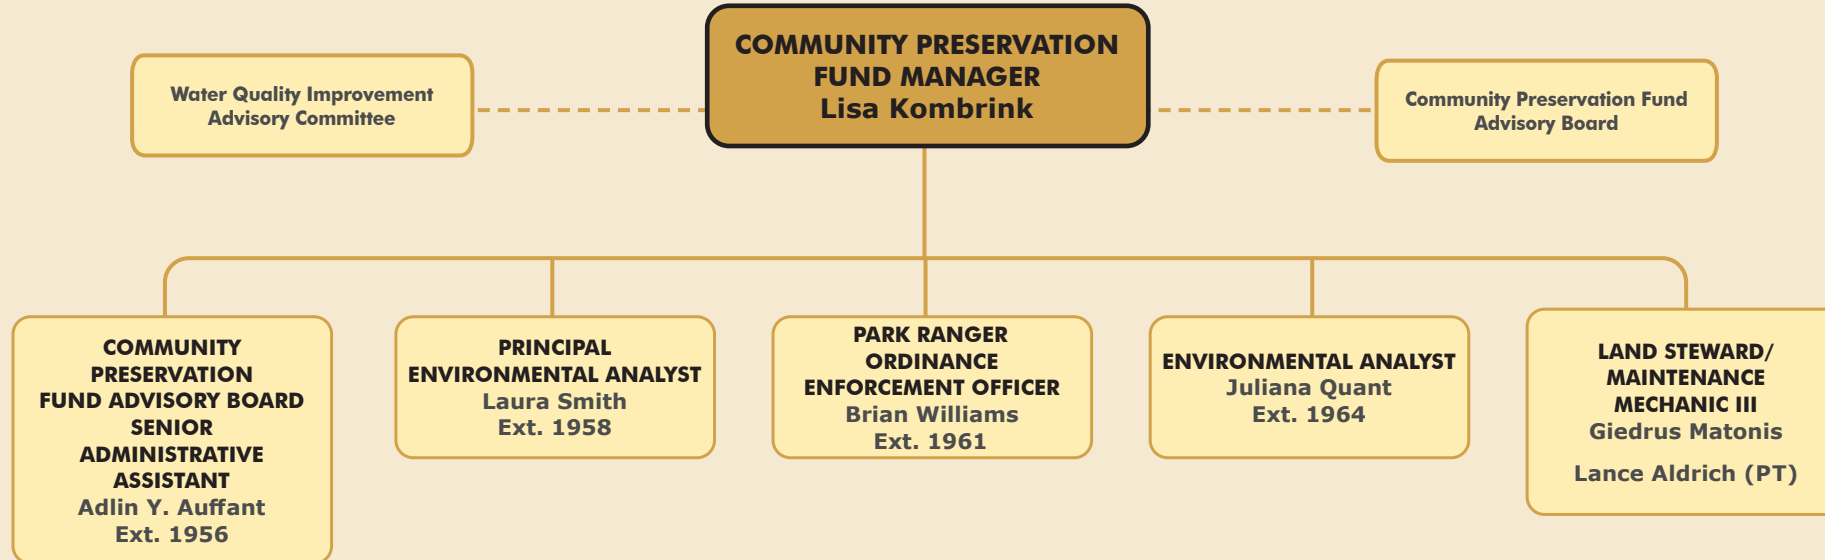 COMMUNITY PRESERVATION
FUND MANAGER
Lisa Kombrink
Water Quality Improvement
Advisory Committee
Community Preservation Fund
Advisory Board
COMMUNITY
PRESERVATION
FUND ADVISORY BOARD
SENIOR
ADMINISTRATIVE
ASSISTANT
Adlin Y. Auffant
Ext. 1956
PRINCIPAL
ENVIRONMENTAL ANALYST
Laura Smith
Ext. 1958
PARK RANGER
ORDINANCE
ENFORCEMENT OFFICER
Brian Williams
Ext. 1961
ENVIRONMENTAL ANALYST
Juliana Quant
Ext. 1964
LAND STEWARD/
MAINTENANCE
MECHANIC III
Giedrus Matonis
Lance Aldrich (PT)